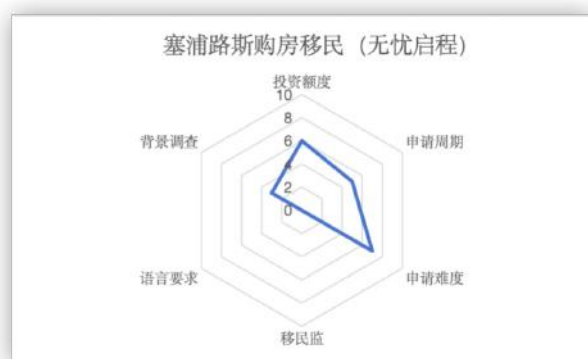 塞浦路斯购房移民（无忧启程）
投资额度
10
8
6
4
2
0
背景调查
申请周期
语言要求
申请难度
移民监